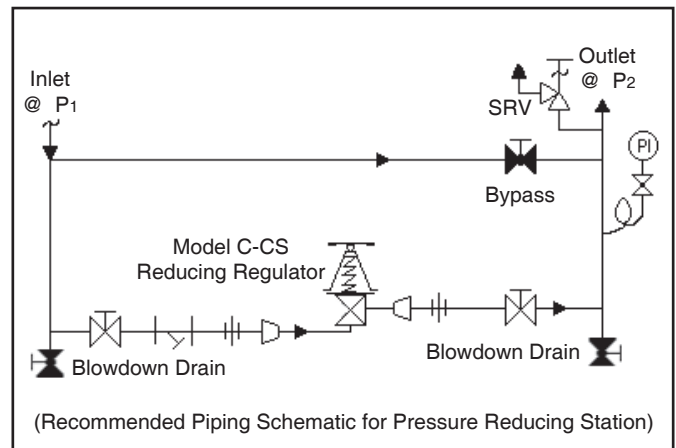 Inlet
@ P1
Outlet
@ P2
SRV
PI
Bypass
Model C-CS
Reducing Regulator
Blowdown Drain
Blowdown Drain
(Recommended Piping Schematic for Pressure Reducing Station)